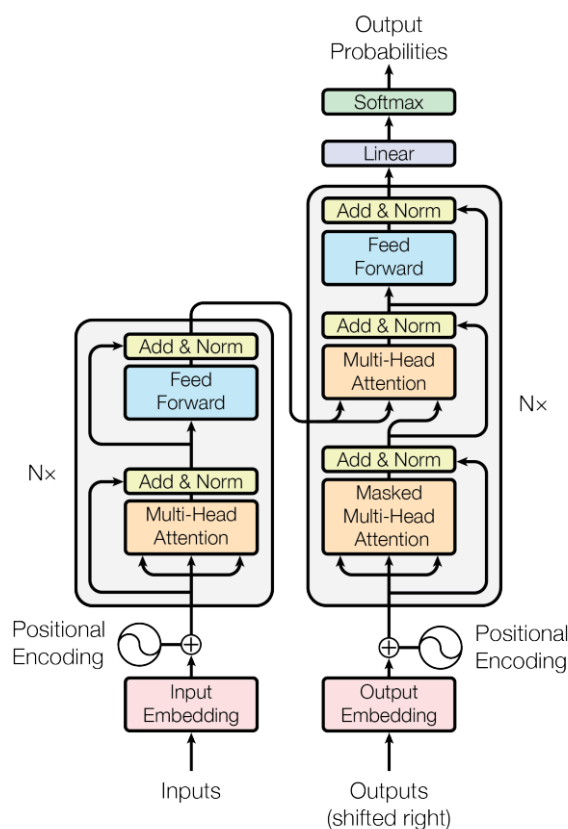 Output
Probabilities
Softmax
Linear
Add & Norm
Feed
Forward
Add & Norm
Multi-Head
Attention
Add & Norm
Masked
Multi-Head
Attention
N×
Add & Norm
Feed
Forward
Add & Norm
Multi-Head
Attention
N×
Positional
Encoding
Positional
Encoding
Input
Embedding
Output
Embedding
Inputs
Outputs
(shifted right)